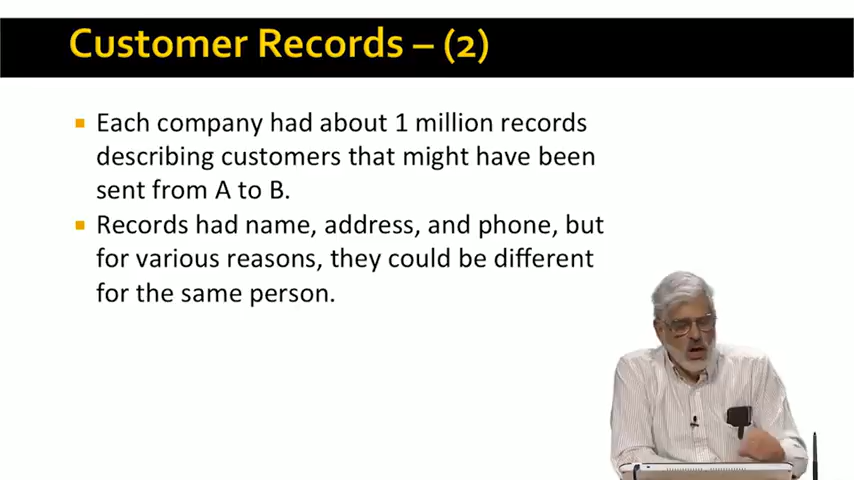 Customer Records – (2)
Each company had about 1 million records
describing customers that might have been
sent from A to B.
Records had name, address, and phone, but
for various reasons, they could be different
for the same person.